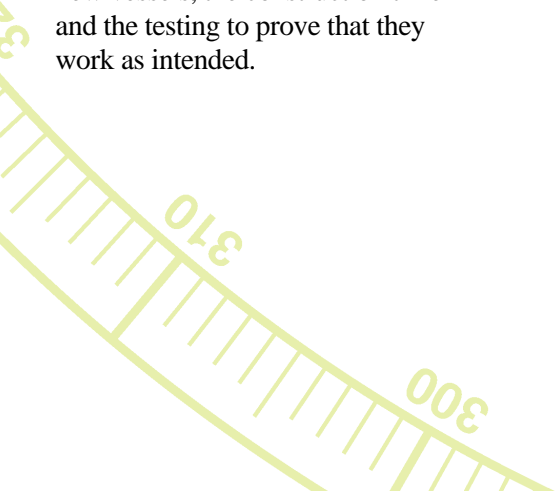 and the testing to prove that they
work as intended.
310
300